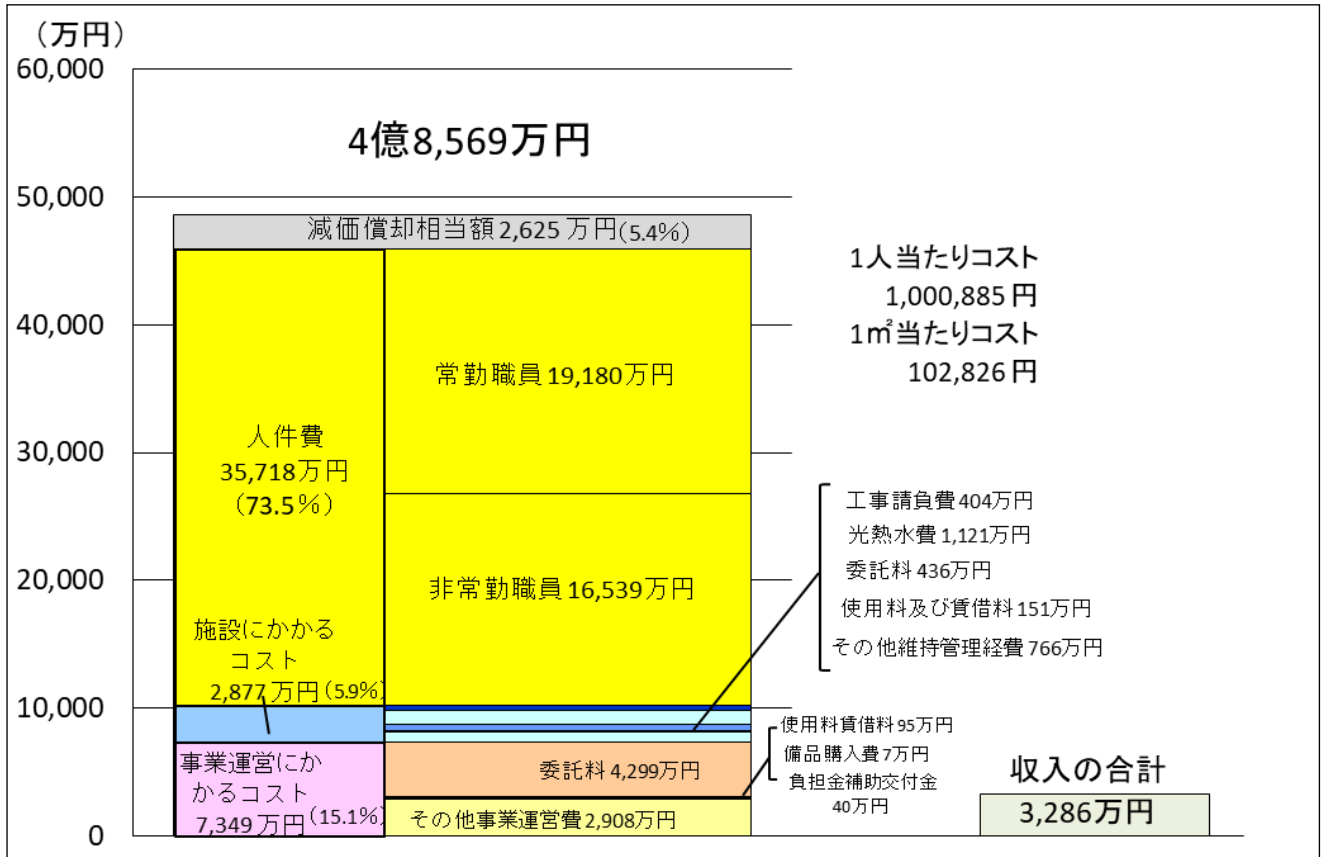 （万円）
60,000
50,000
40,000
30,000
20,000
10,000
0
4億8,569万円
減価償却相当額2,625万円(5.4%)
人件費
35,718万円
(73.5%)
常勤職員19,180万円
非常勤職員16,539万円
施設にかかる
コスト
2,877万円(5.9%)
事業運営にか
かるコスト
7,349万円(15.1%)
委託料4,299万円
その他事業運営費2,908万円
1人当たりコスト
1,000,885円
1㎡当たりコスト
102,826円
工事請負費404万円
光熱水費1,121万円
委託料436万円
使用料及び賃借料151万円
その他維持管理経費766万円
使用料賃借料95万円
備品購入費7万円
負担金補助交付金
40万円
収入の合計
3,286万円